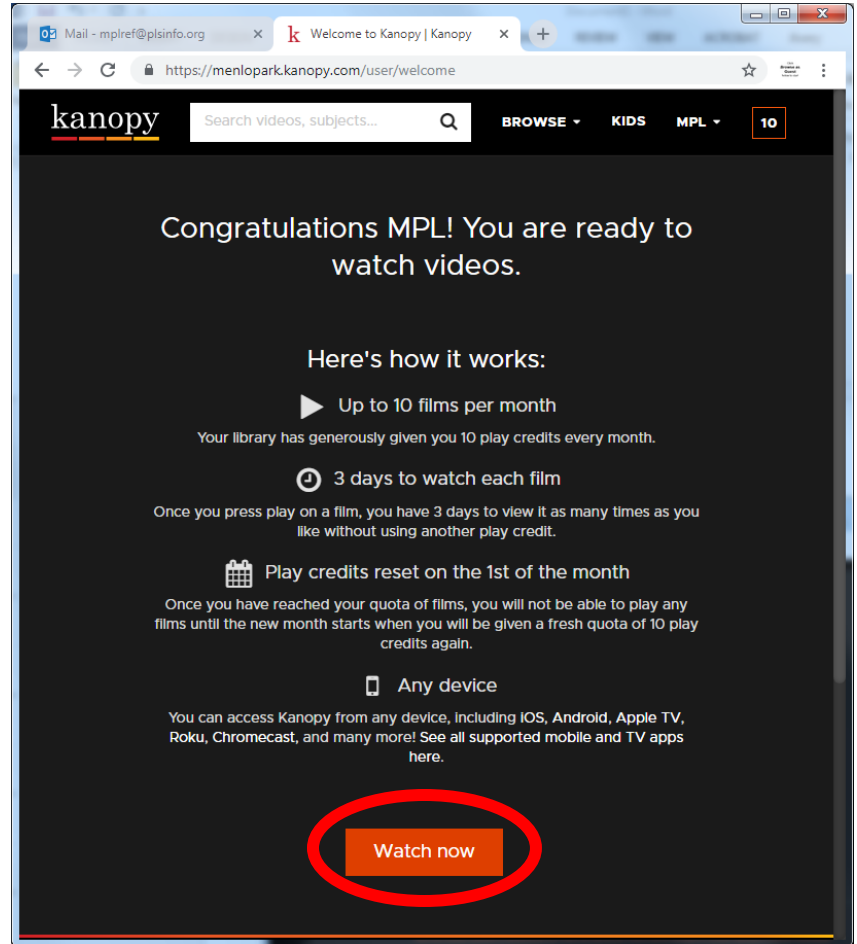 Mail - mplref@plsinfo.org
Welcome to Kanopy | Kanopy
https://menlopark.kanopy.com/user/welcome
kanopy
Search videos, subjects...
BROWSE
KIDS
MPL
10
Congratulations MPL! You are ready to
watch videos.
Here's how it works:
Up to 10 films per month
Your library has generously given you 10 play credits every month.
3 days to watch each film
Once you press play on a film, you have 3 days to view it as many times as you
like without using another play credit.
Play credits reset on the 1st of the month
Once you have reached your quota of films, you will not be able to play any
films until the new month starts when you will be given a fresh quota of 10 play
credits again.
Any device
You can access Kanopy from any device, including iOS, Android, Apple TV,
Roku, Chromecast, and many more! See all supported mobile and TV apps
here.
Watch now